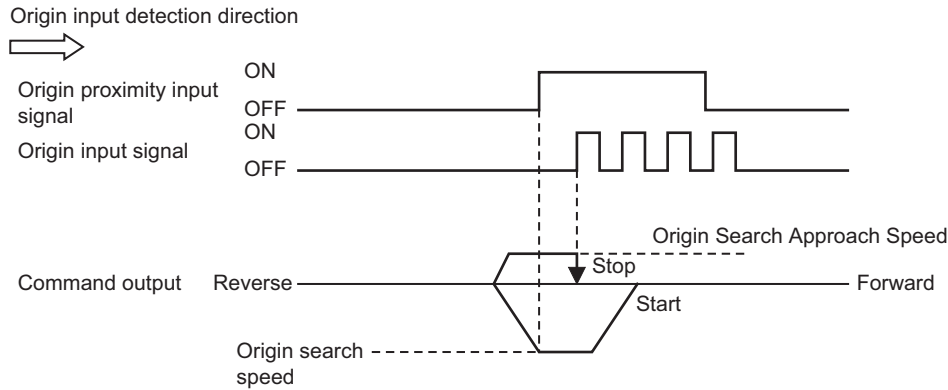 Origin input detection direction
ON
Origin proximity input
signal
OFF
ON
Origin input signal
OFF
Origin Search Approach Speed
Stop
Command output
Reverse
Forward
Start
Origin search
speed